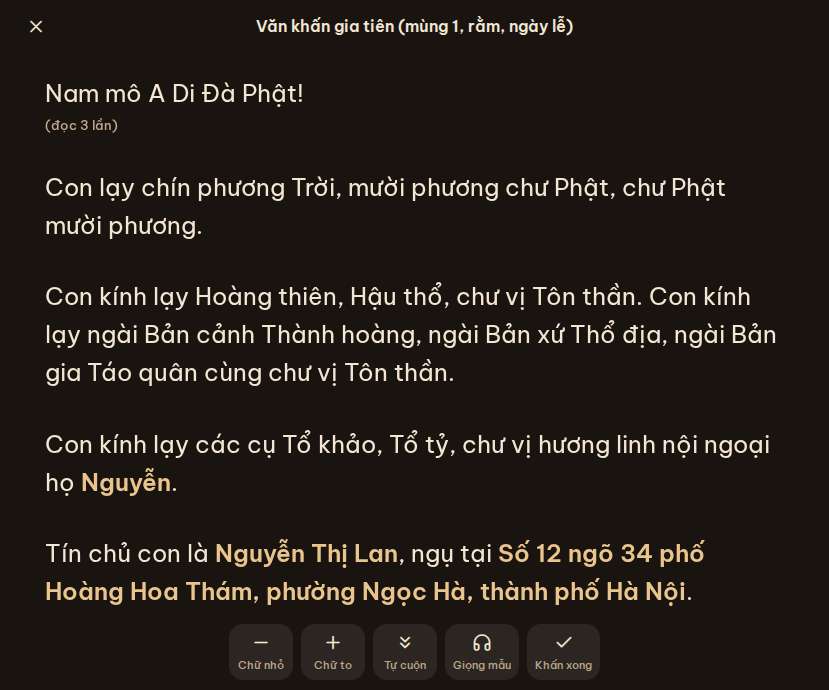 Văn khấn gia tiên (mùng 1, rằm, ngày lễ)
Nam mô A Di Đà Phật!
(đọc 3 lần)
Con lạy chín phương Trời, mười phương chư Phật, chư Phật
mười phương.
Con kính lạy Hoàng thiên, Hậu thổ, chư vị Tôn thần. Con kính
lạy ngài Bản cảnh Thành hoàng, ngài Bản xứ Thổ địa, ngài Bản
gia Táo quân cùng chư vị Tôn thần.
Con kính lạy các cụ Tổ khảo, Tổ tỷ, chư vị hương linh nội ngoại
họ Nguyễn.
Tín chủ con là Nguyễn Thị Lan, ngụ tại Số 12 ngõ 34 phố
Hoàng Hoa Thám, phường Ngọc Hà, thành phố Hà Nội.
Chữ nhỏ Chữ to Tự cuộn Giọng mẫu Khấn xong